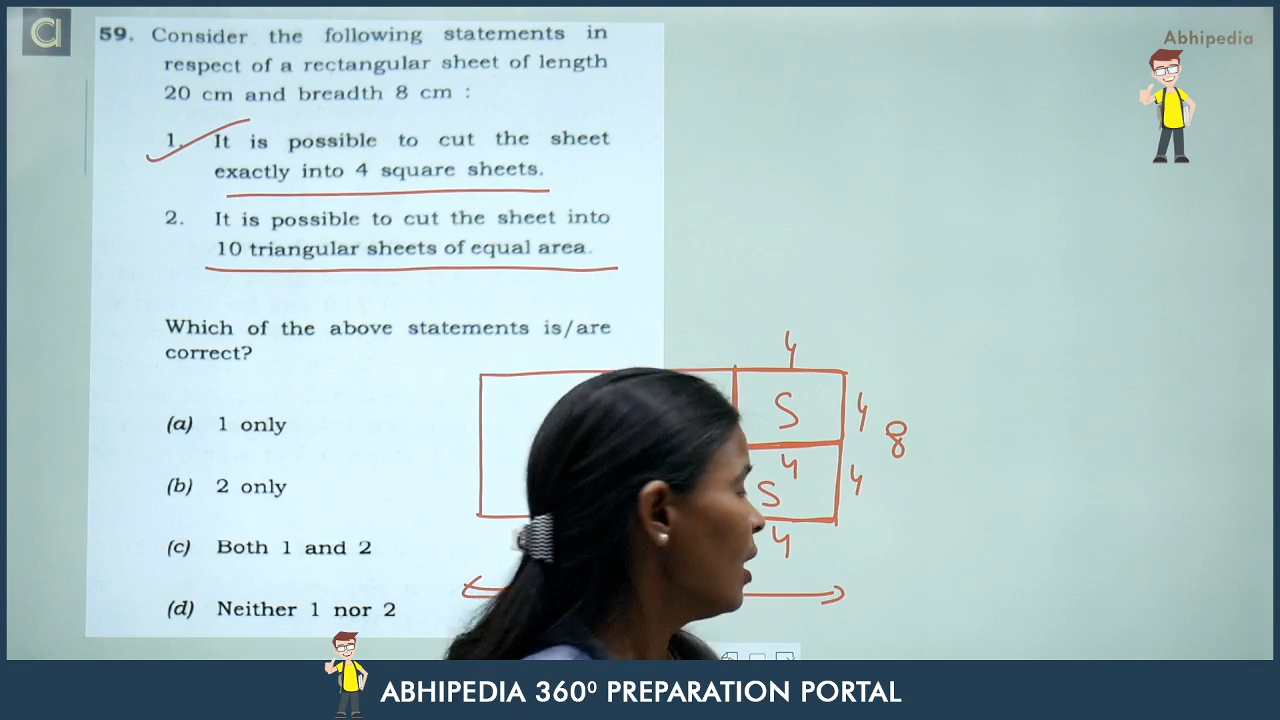 a
Abhipedia
59. Consider the following statements in
respect of a rectangular sheet of length
20 cm and breadth 8 cm :
1. It is possible to cut the sheet
exactly into 4 square sheets.
2. It is possible to cut the sheet into
10 triangular sheets of equal area.
Which of the above statements is/are
correct?
(a) 1 only
(b) 2 only
(c) Both 1 and 2
(d) Neither 1 nor 2
4
S
4
8
4
S
4
4
ABHIPEDIA 360⁰ PREPARATION PORTAL